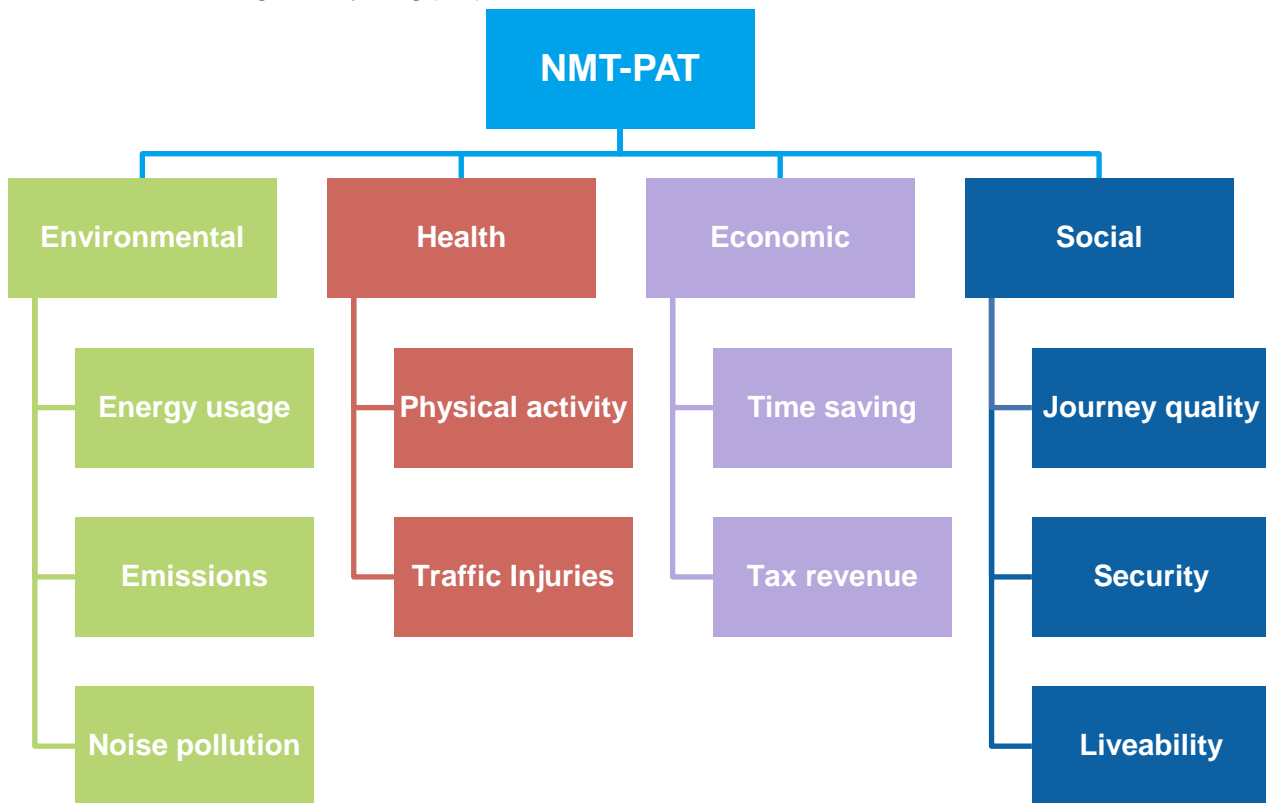 NMT-PAT
Environmental
Health
Economic
Social
Energy usage
Physical activity
Time saving
Journey quality
Emissions
Traffic Injuries
Tax revenue
Security
Noise pollution
Liveability